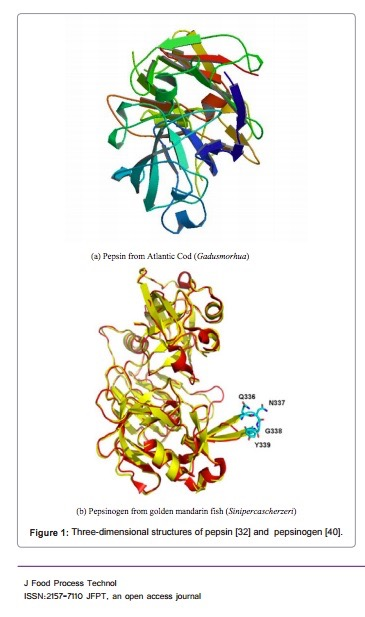 (a) Pepsin from Atlantic Cod (Gadusmorhua)
Q336
N337
G338
Y339
(b) Pepsinogen from golden mandarin fish (Sinipercascherzeri)
Figure 1: Three-dimensional structures of pepsin [32] and pepsinogen [40].
J Food Process Technol
ISSN:2157-7110 JFPT, an open access journal